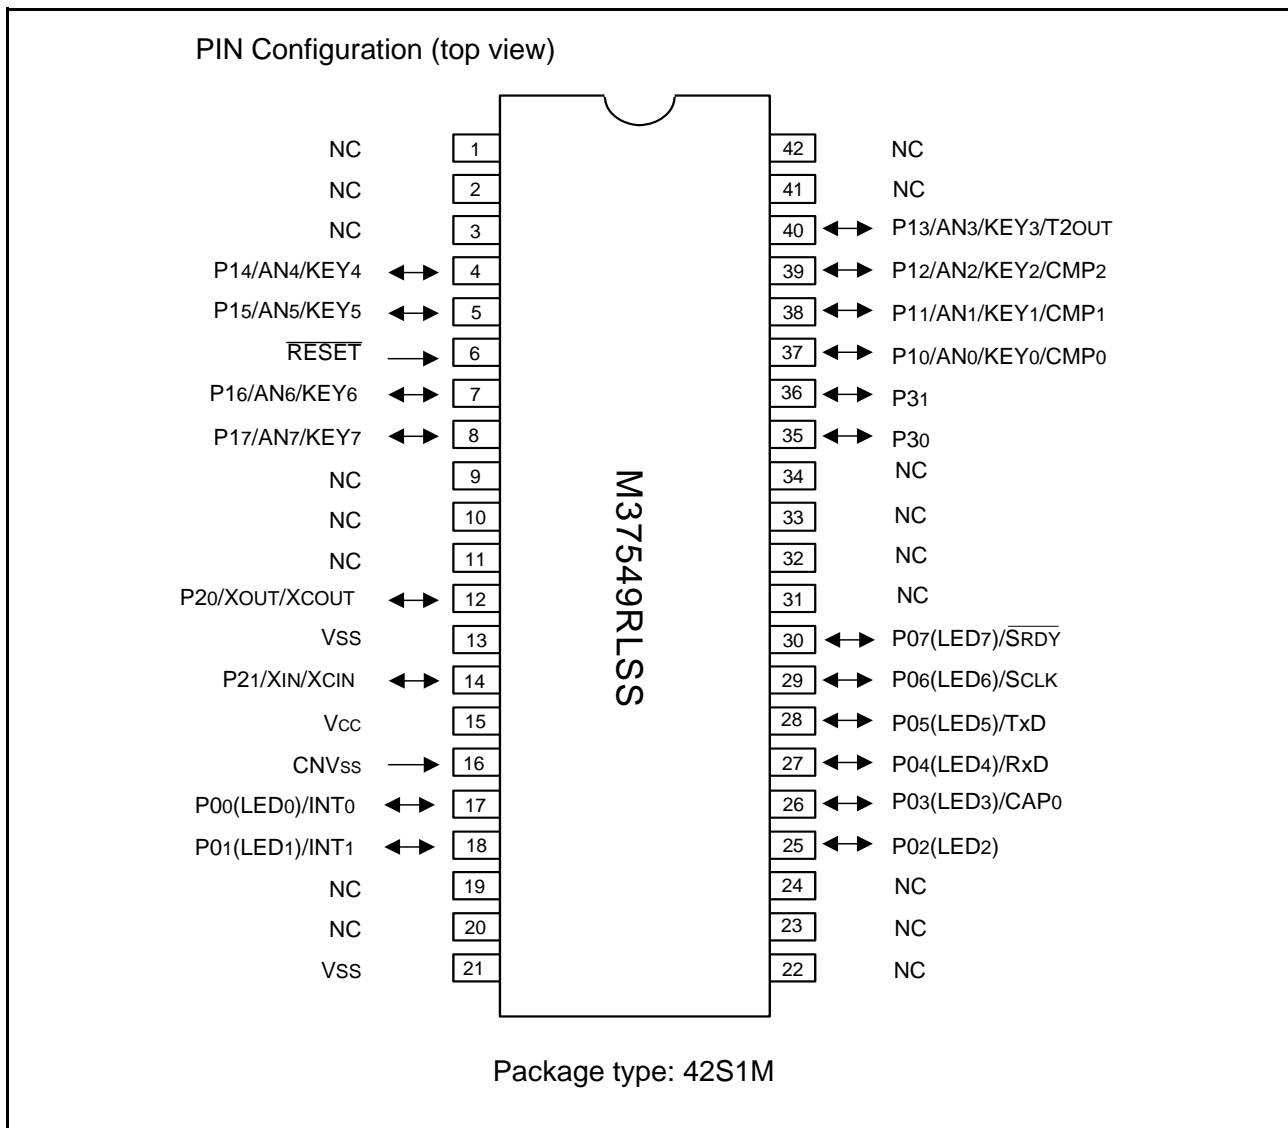 PIN Configuration (top view)
NC 1 42 NC
NC 2 41 NC
NC 3 40 P13/AN3/KEY3/T2OUT
P14/AN4/KEY4 4 39 P12/AN2/KEY2/CMP2
P15/AN5/KEY5 5 38 P11/AN1/KEY1/CMP1
RESET 6 37 P10/AN0/KEY0/CMP0
P16/AN6/KEY6 7 36 P31
P17/AN7/KEY7 8 35 P30
NC 9 34 NC
NC 10 33 NC
NC 11 32 NC
P20/XOUT/XCOUT 12 31 NC
VSS 13 30 P07(LED7)/SRDY
P21/XIN/XCIN 14 29 P06(LED6)/SCLK
VCC 15 28 P05(LED5)/TxD
CNVSS 16 27 P04(LED4)/RxD
P00(LED0)/INT0 17 26 P03(LED3)/CAP0
P01(LED1)/INT1 18 25 P02(LED2)
NC 19 24 NC
NC 20 23 NC
VSS 21 22 NC
M37549RLSS
Package type: 42S1M